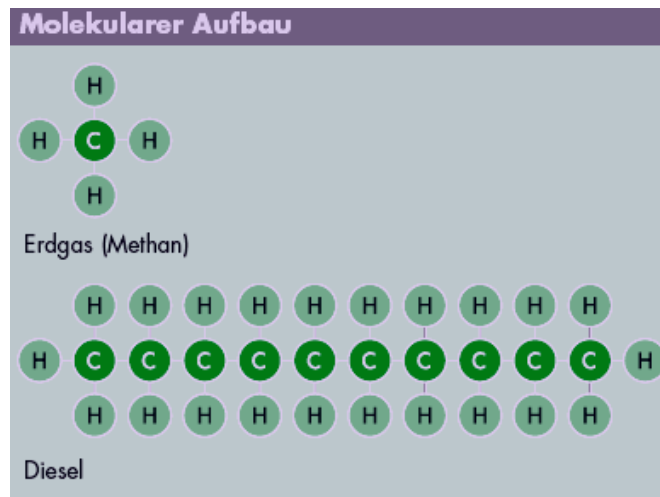 Molekularer Aufbau
H
H C H
H
Erdgas (Methan)
H H H H H H H H H H
H C C C C C C C C C C H
H H H H H H H H H H
Diesel